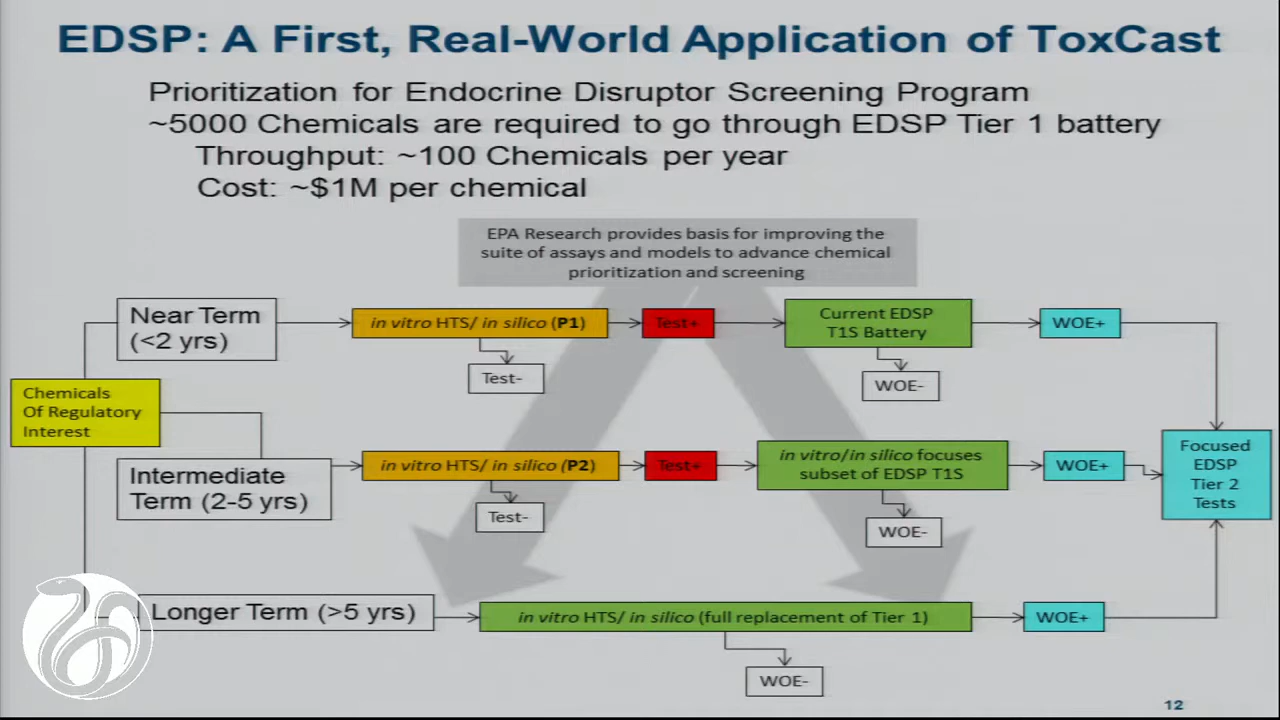 EDSP: A First, Real-World Application of ToxCast
Prioritization for Endocrine Disruptor Screening Program
~5000 Chemicals are required to go through EDSP Tier 1 battery
Throughput: ~100 Chemicals per year
Cost: ~$1M per chemical
EPA Research provides basis for improving the
suite of assays and models to advance chemical
prioritization and screening
Near Term
(<2 yrs)
in vitro HTS/ in silico (P1)
Test+
Current EDSP
T1S Battery
WOE+
Test-
WOE-
Chemicals
Of Regulatory
Interest
Intermediate
Term (2-5 yrs)
in vitro HTS/ in silico (P2)
Test+
in vitro/in silico focuses
subset of EDSP T1S
WOE+
Focused
EDSP
Tier 2
Tests
Test-
WOE-
Longer Term (>5 yrs)
in vitro HTS/ in silico (full replacement of Tier 1)
WOE+
WOE-
12